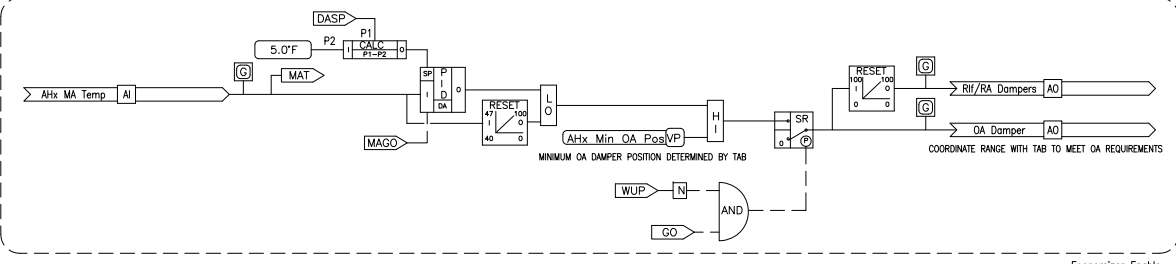 DASP
P1
5.0°F P2 I CALC O
P1-P2
G
MAT
AHx MA Temp AI
SP P I D O
I
DA
MAGO
RESET
47 100
I O
40 0
LO
HI
AHx Min OA Pos VP
MINIMUM OA DAMPER POSITION DETERMINED BY TAB
SR
0
P
WUP N
AND
GO
RESET
100 100
I O
0 0
G
Rlf/RA Dampers AO
G
OA Damper AO
COORDINATE RANGE WITH TAB TO MEET OA REQUIREMENTS